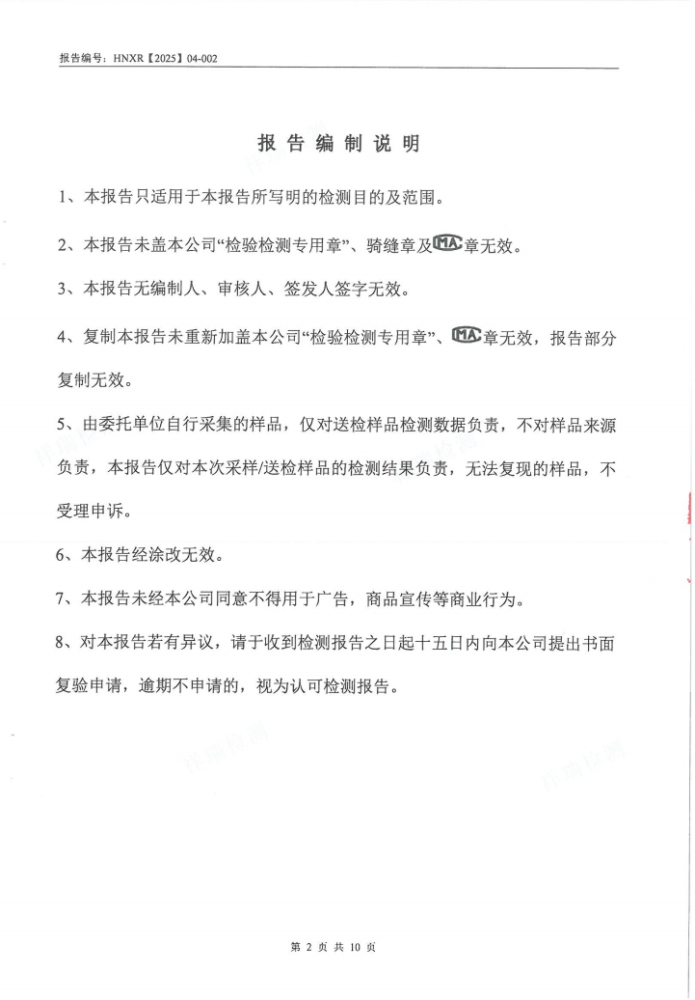 报告编号：HNXR【2025】04-002
报告编制说明
1、本报告只适用于本报告所写明的检测目的及范围。
2、本报告未盖本公司“检验检测专用章”、骑缝章及CMA章无效。
3、本报告无编制人、审核人、签发人签字无效。
4、复制本报告未重新加盖本公司“检验检测专用章”、CMA章无效，报告部分
复制无效。
5、由委托单位自行采集的样品，仅对送检样品检测数据负责，不对样品来源
负责，本报告仅对本次采样/送检样品的检测结果负责，无法复现的样品，不
受理申诉。
6、本报告经涂改无效。
7、本报告未经本公司同意不得用于广告，商品宣传等商业行为。
8、对本报告若有异议，请于收到检测报告之日起十五日内向本公司提出书面
复验申请，逾期不申请的，视为认可检测报告。
祥瑞检测
祥瑞检测
第 2 页 共 10 页